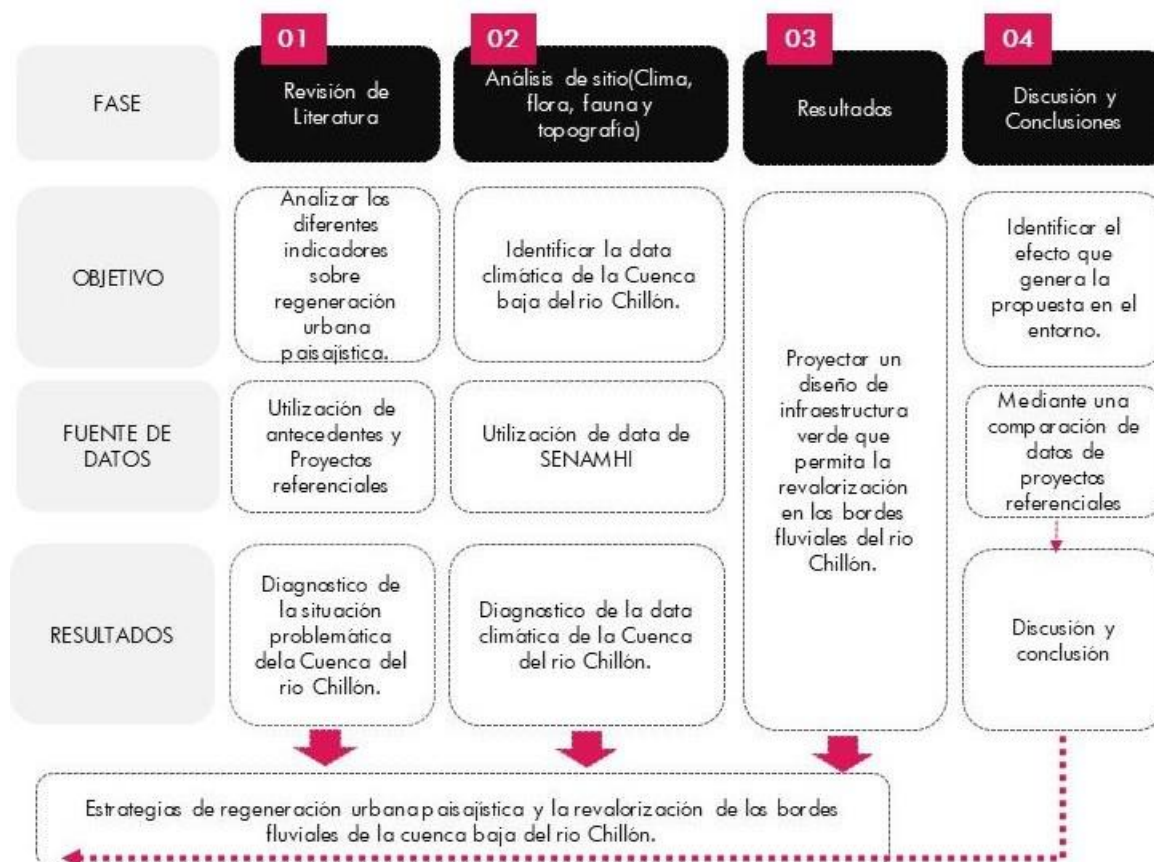 01
02
03
04
FASE
Revisión de
Literatura
Análisis de sitio(Clima,
flora, fauna y
topografía)
Resultados
Discusión y
Conclusiones
OBJETIVO
Analizar los
diferentes
indicadores
sobre
regeneración
urbana
paisajística.
Identificar la data
climática de la Cuenca
baja del rio Chillón.
Proyectar un
diseño de
infraestructura
verde que
permita la
revalorización
en los bordes
fluviales del rio
Chillón.
Identificar el
efecto que
genera la
propuesta en el
entorno.
FUENTE DE
DATOS
Utilización de
antecedentes y
Proyectos
referenciales
Utilización de data de
SENAMHI
Mediante una
comparación de
datos de
proyectos
referenciales
RESULTADOS
Diagnostico de
la situación
problemática
dela Cuenca del
rio Chillón.
Diagnostico de la data
climática de la Cuenca
del rio Chillón.
Discusión y
conclusión
Estrategias de regeneración urbana paisajística y la revalorización de los bordes
fluviales de la cuenca baja del rio Chillón.